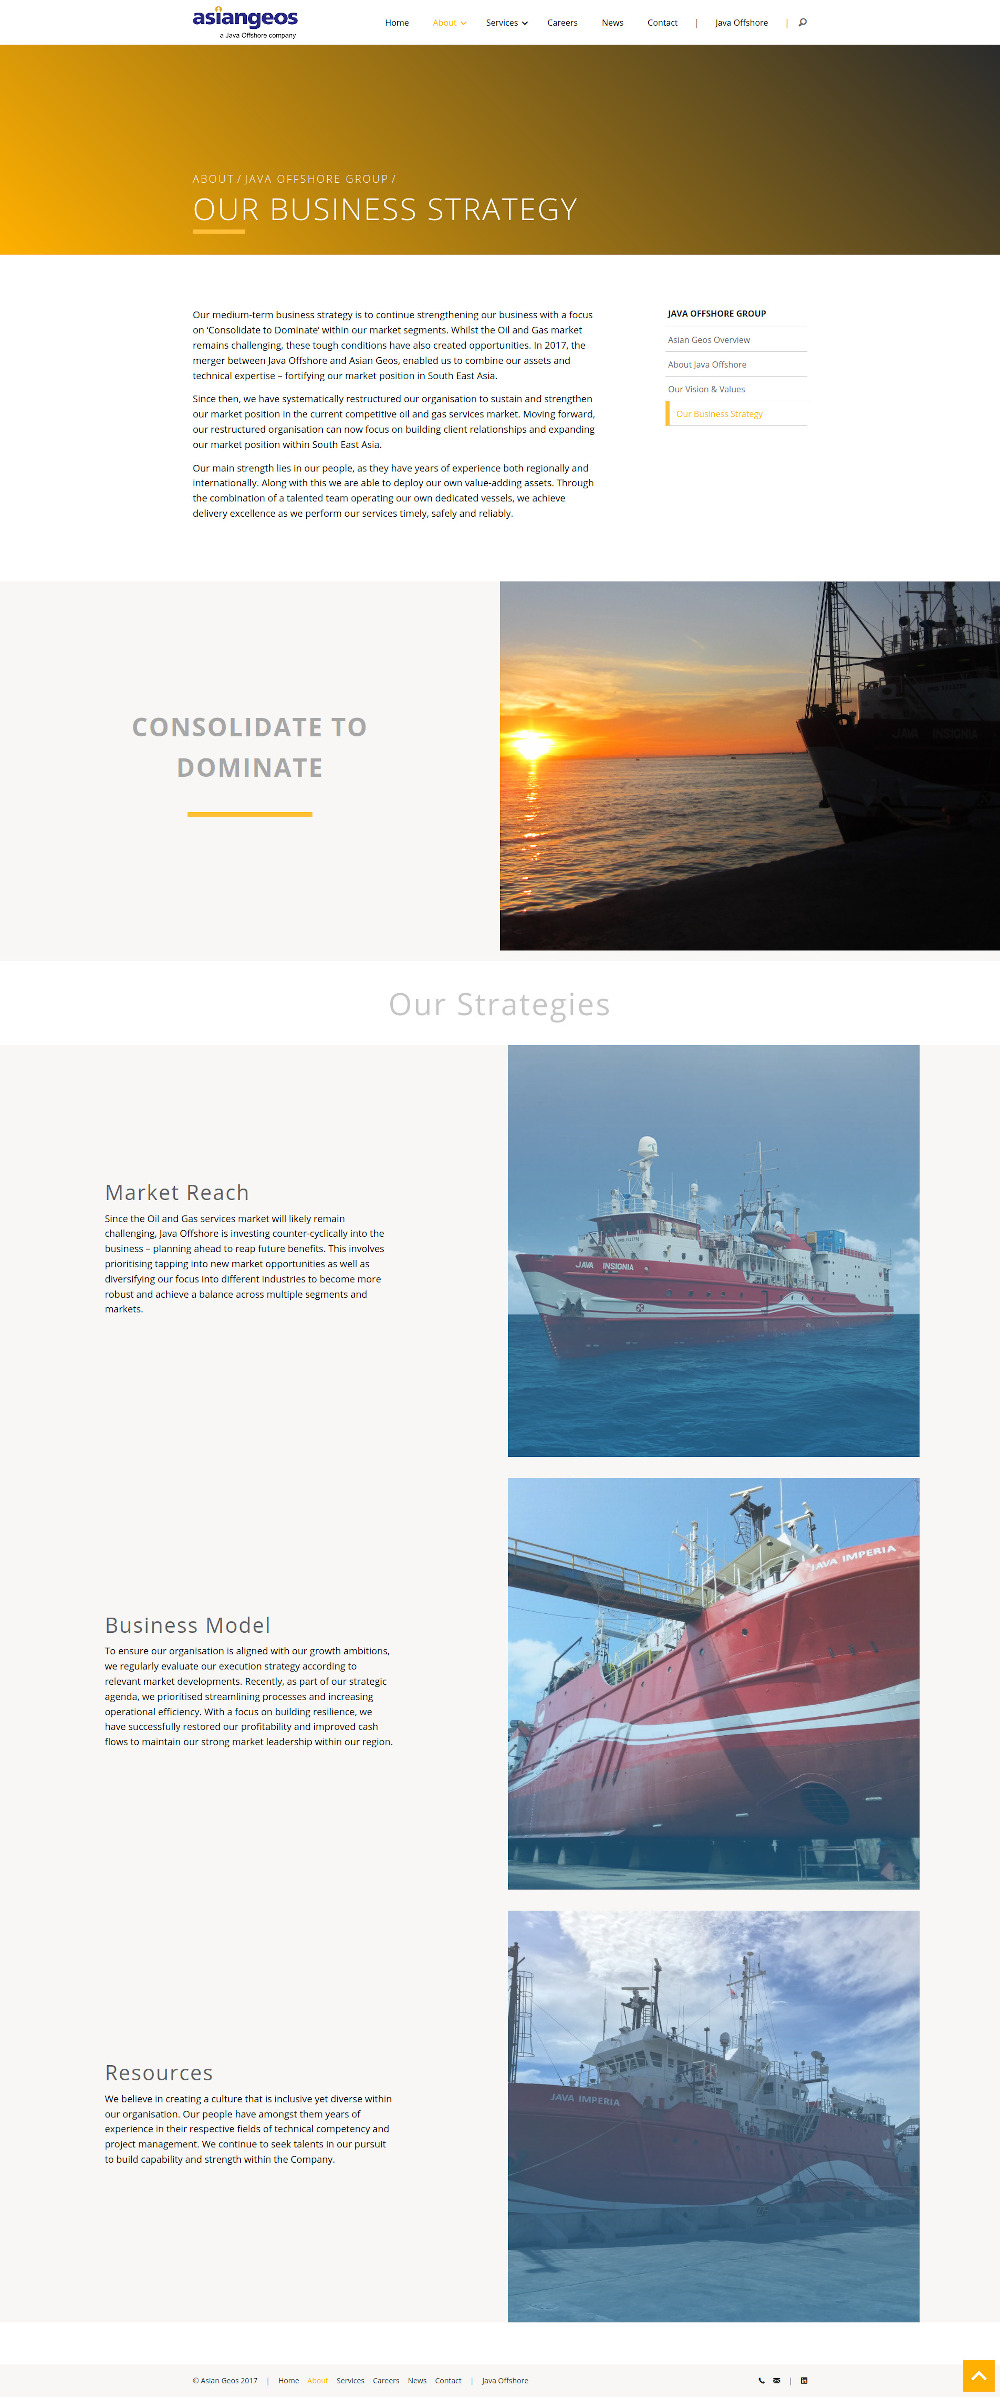 asiangeos
a Java Offshore company
Home About Services Careers News Contact | Java Offshore |
ABOUT / JAVA OFFSHORE GROUP /
OUR BUSINESS STRATEGY
Our medium-term business strategy is to continue strengthening our business with a focus
on 'Consolidate to Dominate' within our market segments. Whilst the Oil and Gas market
remains challenging, these tough conditions have also created opportunities. In 2017, the
merger between Java Offshore and Asian Geos, enabled us to combine our assets and
technical expertise – fortifying our market position in South East Asia.
Since then, we have systematically restructured our organisation to sustain and strengthen
our market position in the current competitive oil and gas services market. Moving forward,
our restructured organisation can now focus on building client relationships and expanding
our market position within South East Asia.
Our main strength lies in our people, as they have years of experience both regionally and
internationally. Along with this we are able to deploy our own value-adding assets. Through
the combination of a talented team operating our own dedicated vessels, we achieve
delivery excellence as we perform our services timely, safely and reliably.
JAVA OFFSHORE GROUP
Asian Geos Overview
About Java Offshore
Our Vision & Values
Our Business Strategy
CONSOLIDATE TO
DOMINATE
JAVA INSIGNIA
Our Strategies
Market Reach
Since the Oil and Gas services market will likely remain
challenging, Java Offshore is investing counter-cyclically into the
business – planning ahead to reap future benefits. This involves
prioritising tapping into new market opportunities as well as
diversifying our focus into different industries to become more
robust and achieve a balance across multiple segments and
markets.
JAVA INSIGNIA
Business Model
To ensure our organisation is aligned with our growth ambitions,
we regularly evaluate our execution strategy according to
relevant market developments. Recently, as part of our strategic
agenda, we prioritised streamlining processes and increasing
operational efficiency. With a focus on building resilience, we
have successfully restored our profitability and improved cash
flows to maintain our strong market leadership within our region.
JAVA IMPERIA
Resources
We believe in creating a culture that is inclusive yet diverse within
our organisation. Our people have amongst them years of
experience in their respective fields of technical competency and
project management. We continue to seek talents in our pursuit
to build capability and strength within the Company.
JAVA IMPERIA
© Asian Geos 2017 | Home About Services Careers News Contact | Java Offshore |